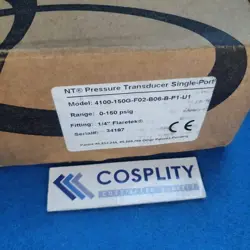 NT® Pressure Transducer Single-Port
Model: 4100-150G-F02-B06-B-P1-U1
Range: 0-150 psig
Fitting: 1/4" Flaretek®
Serial#: 34187
CE
COSPLITY